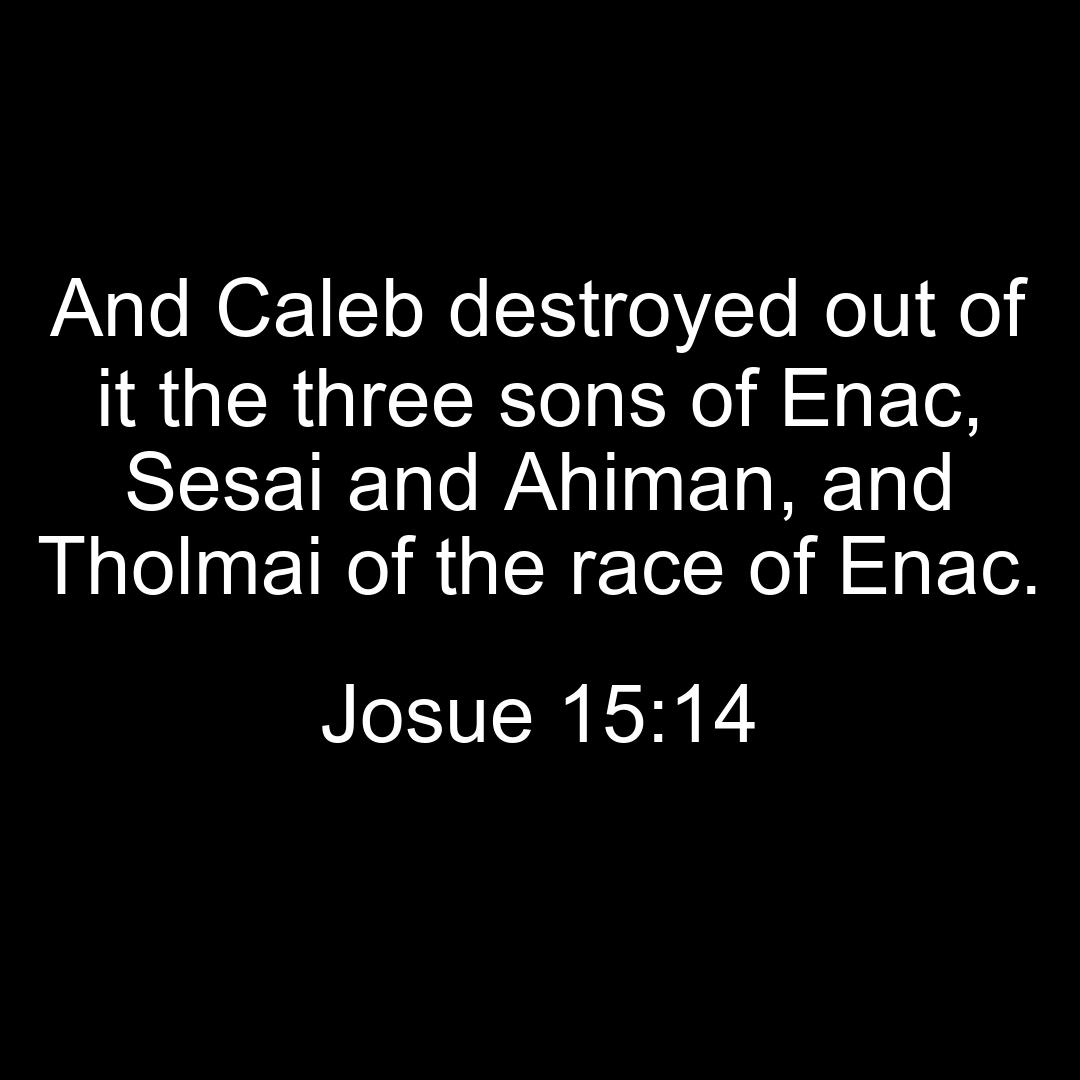 And Caleb destroyed out of
it the three sons of Enac,
Sesai and Ahiman, and
Tholmai of the race of Enac.
Josue 15:14